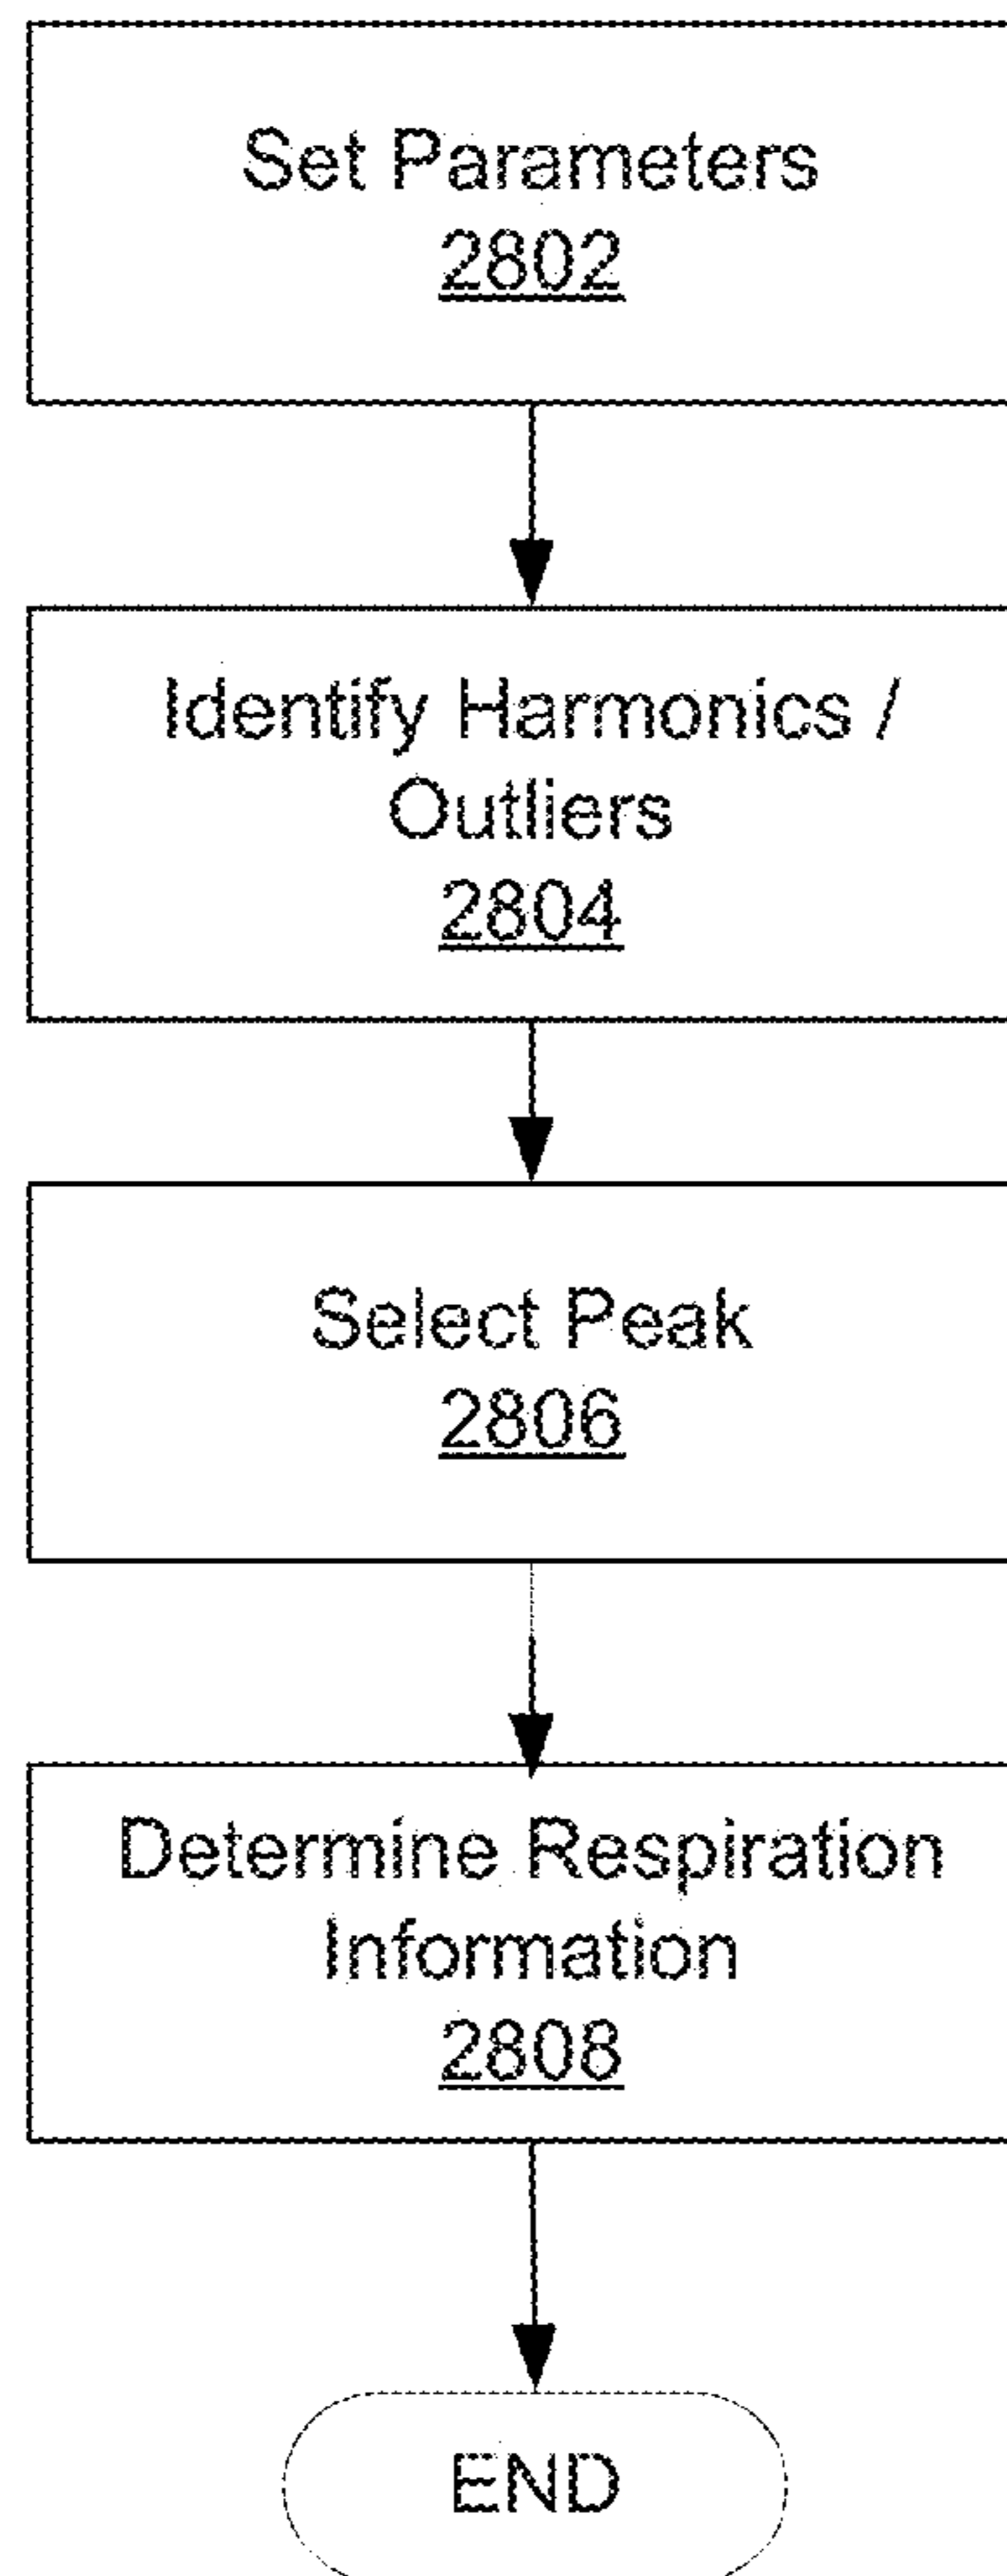 Set Parameters
2802
Identify Harmonics /
Outliers
2804
Select Peak
2806
Determine Respiration
Information
2808
END